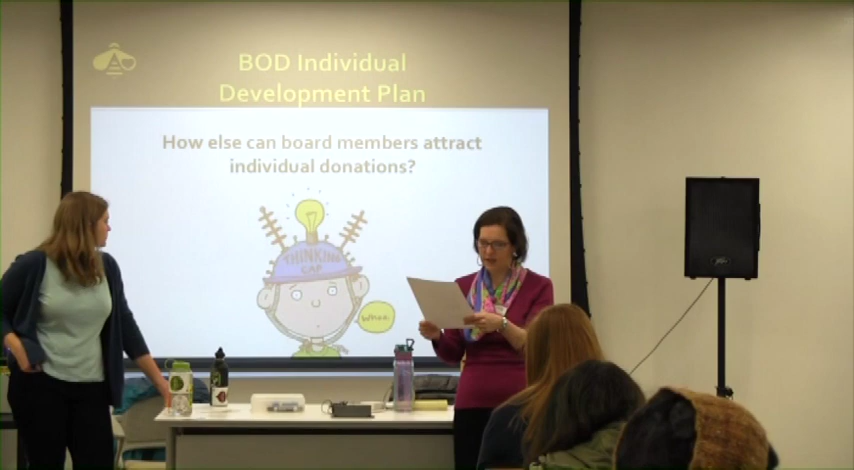 BOD Individual
Development Plan
How else can board members attract
individual donations?
THINKING
CAP